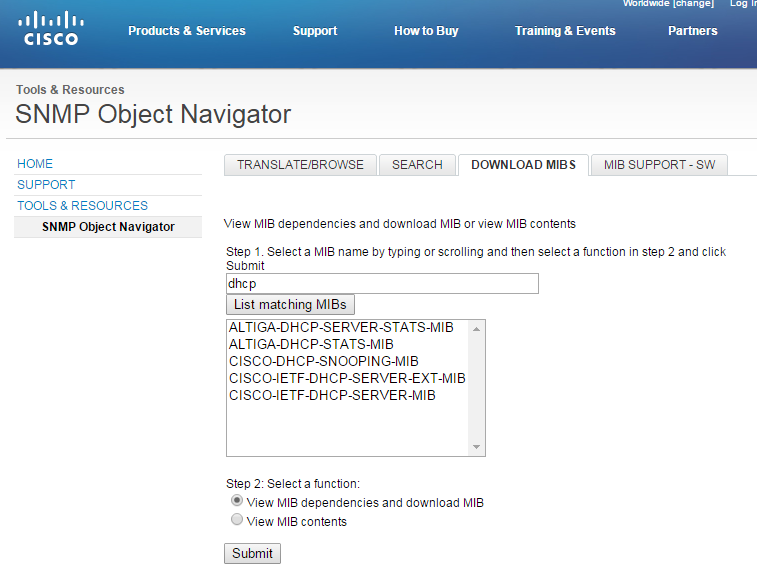 Worldwide [change] Log In
CISCO
Products & Services Support How to Buy Training & Events Partners
Tools & Resources
SNMP Object Navigator
HOME
SUPPORT
TOOLS & RESOURCES
SNMP Object Navigator
TRANSLATE/BROWSE SEARCH DOWNLOAD MIBS MIB SUPPORT - SW
View MIB dependencies and download MIB or view MIB contents
Step 1. Select a MIB name by typing or scrolling and then select a function in step 2 and click
Submit
dhcp
List matching MIBs
ALTIGA-DHCP-SERVER-STATS-MIB
ALTIGA-DHCP-STATS-MIB
CISCO-DHCP-SNOOPING-MIB
CISCO-IETF-DHCP-SERVER-EXT-MIB
CISCO-IETF-DHCP-SERVER-MIB
Step 2: Select a function:
View MIB dependencies and download MIB
View MIB contents
Submit